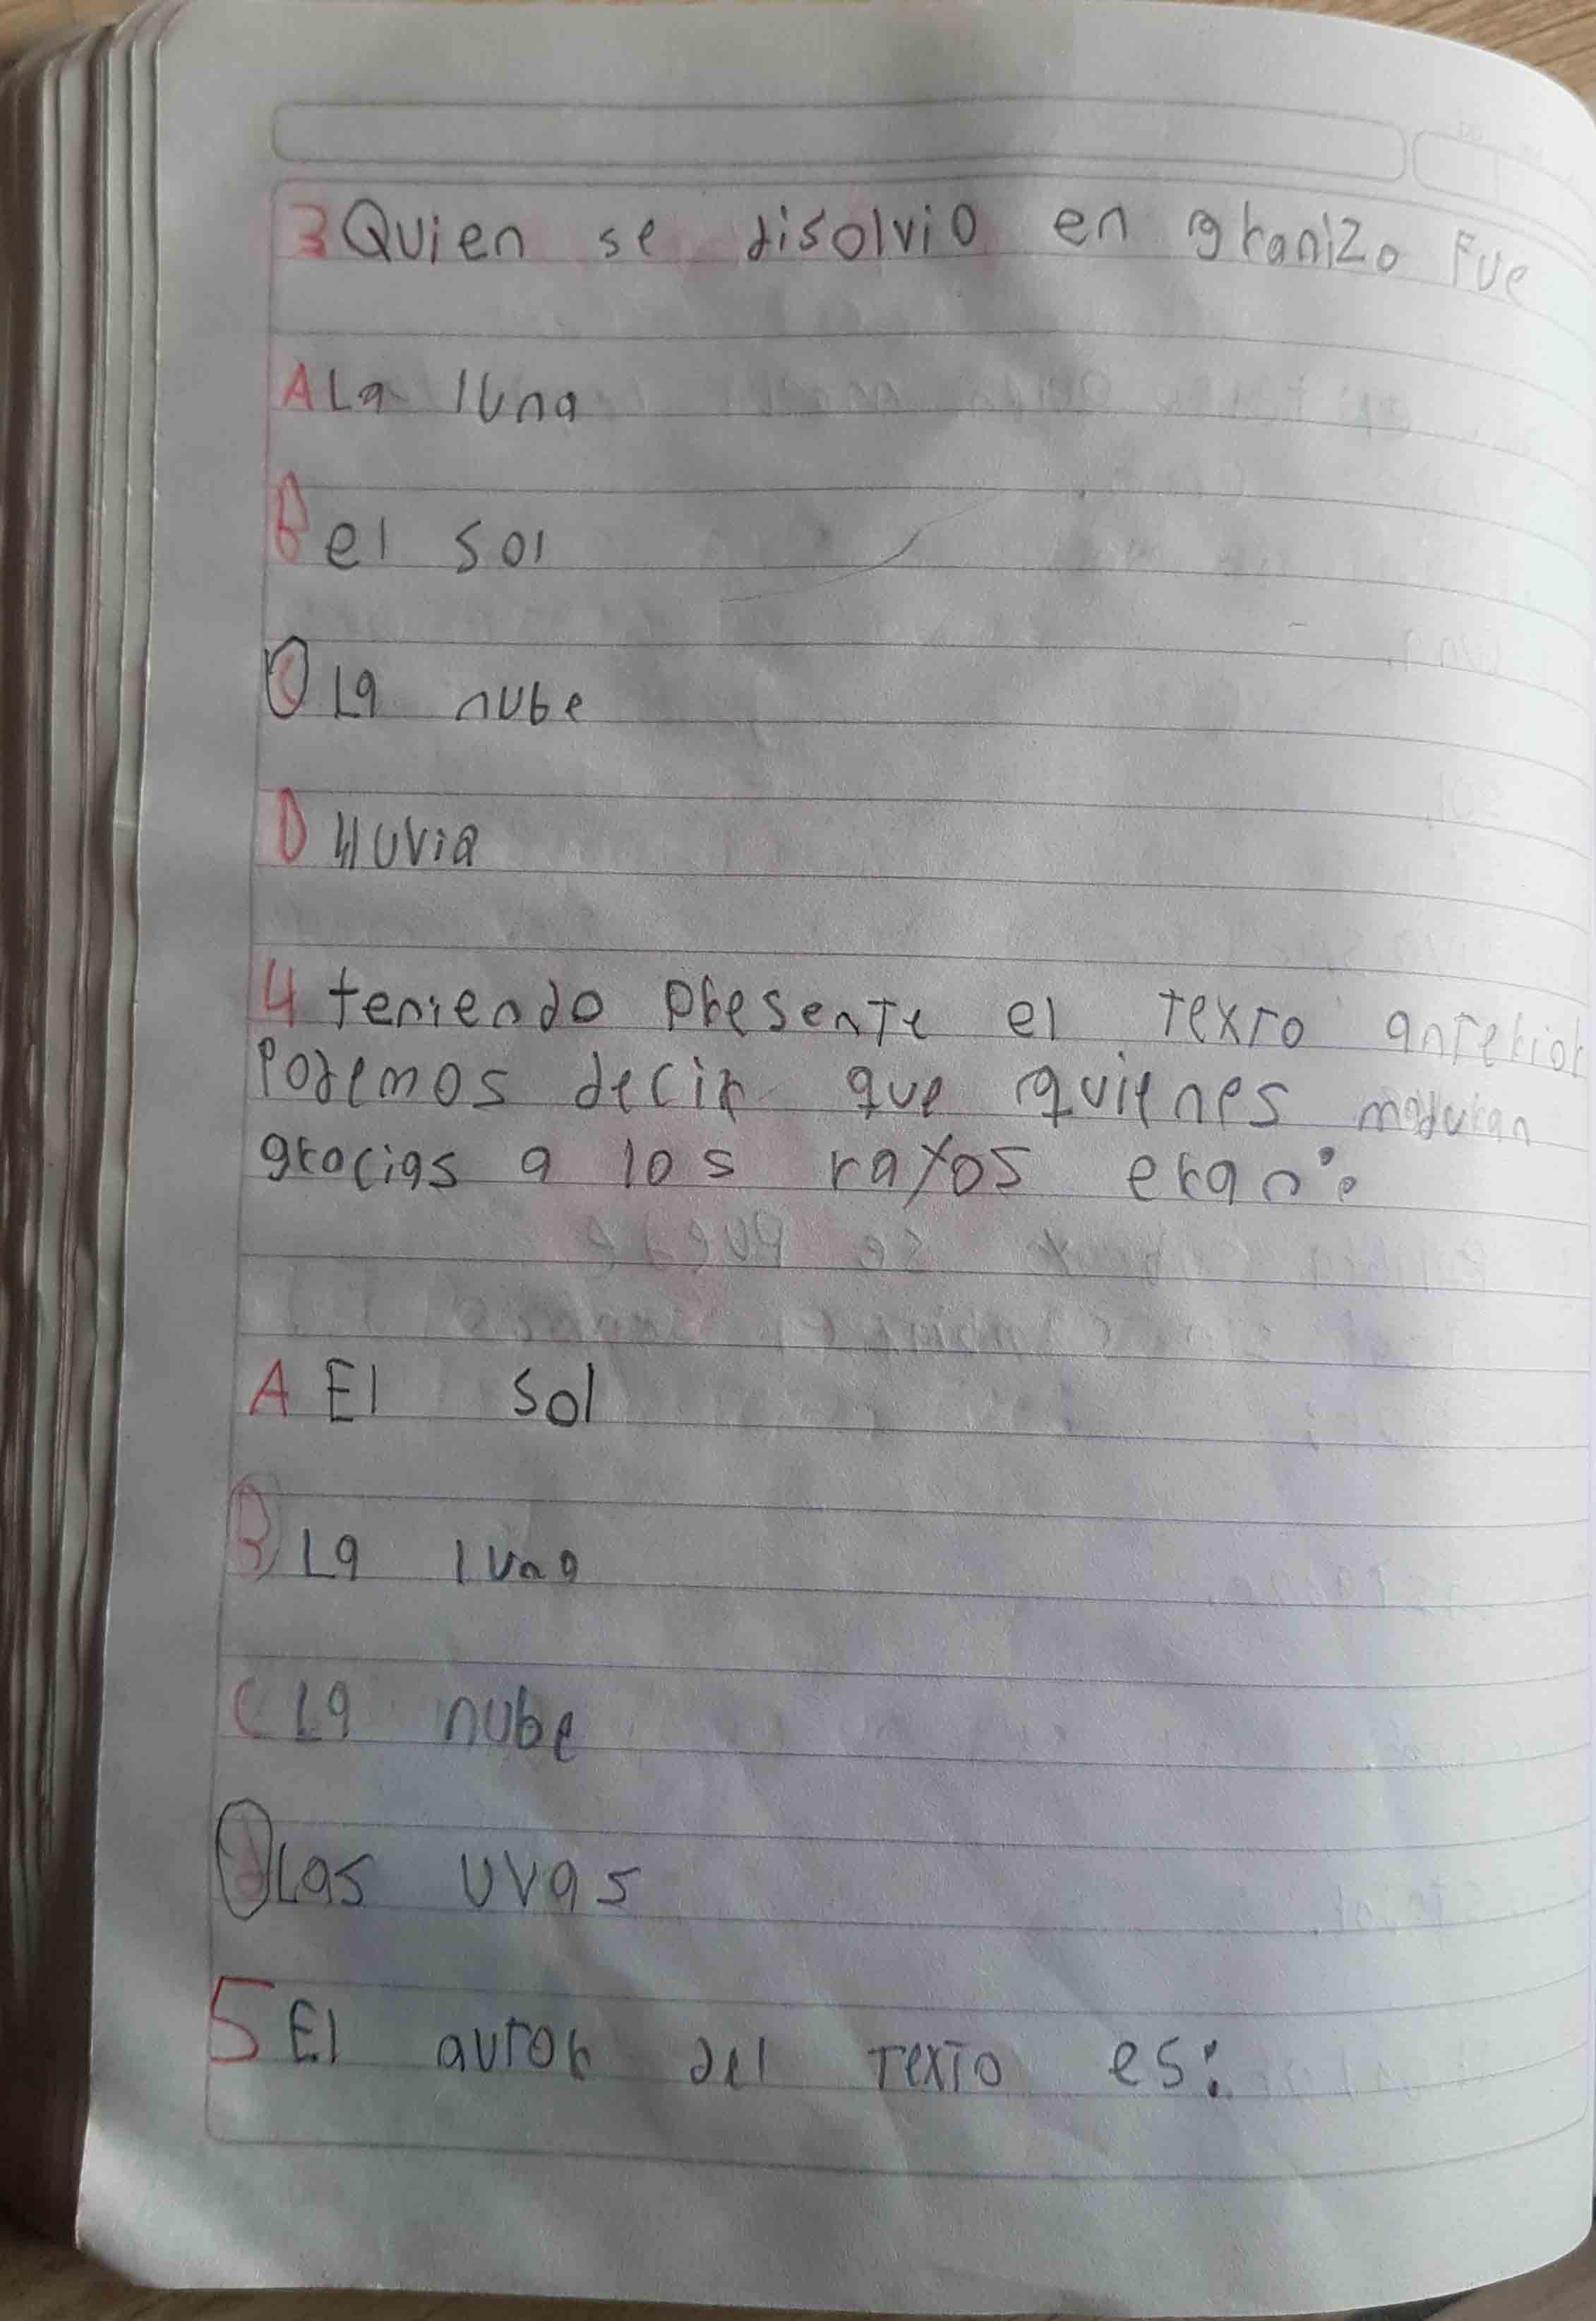 3 Quien se disolvio en granizo Fue
A La luna
B el sol
C La nube
D lluvia
4 teniendo presente el texto anterior
Podemos decir que quienes maduran
gracias a los rayos eran:
A El sol
B La luna
C La nube
d Las uvas
5 El autor del texto es: